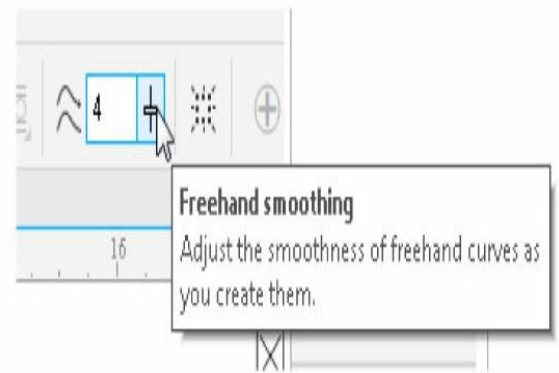 4
Freehand smoothing
16
Adjust the smoothness of freehand curves as
you create them.